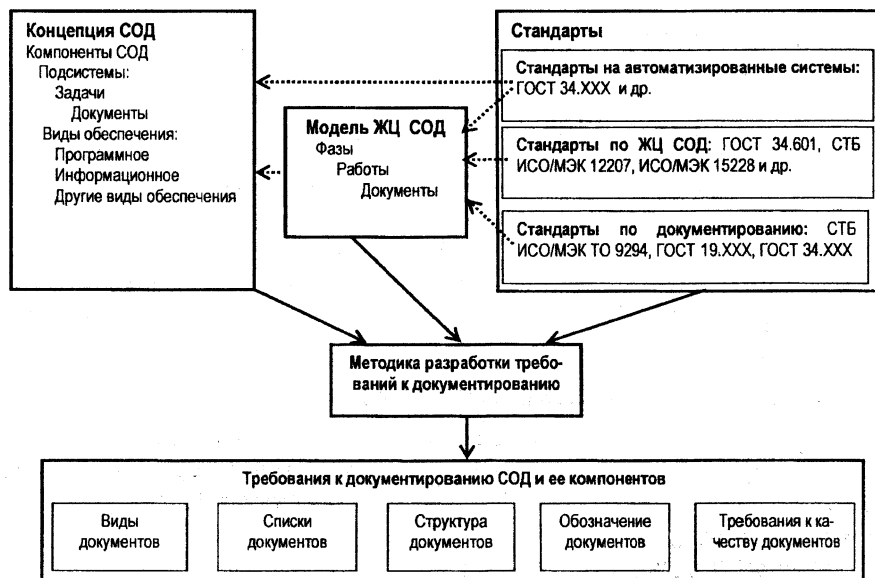 Концепция СОД
Компоненты СОД
Подсистемы:
Задачи
Документы
Виды обеспечения:
Программное
Информационное
Другие виды обеспечения
Модель ЖЦ СОД
Фазы
Работы
Документы
Стандарты
Стандарты на автоматизированные системы:
ГОСТ 34.XXX и др.
Стандарты по ЖЦ СОД: ГОСТ 34.601, СТБ
ИСО/МЭК 12207, ИСО/МЭК 15228 и др.
Стандарты по документированию: СТБ
ИСО/МЭК ТО 9294, ГОСТ 19.XXX, ГОСТ 34.XXX
Методика разработки требо-
ваний к документированию
Требования к документированию СОД и ее компонентов
Виды
документов
Списки
документов
Структура
документов
Обозначение
документов
Требования к ка-
честву документов